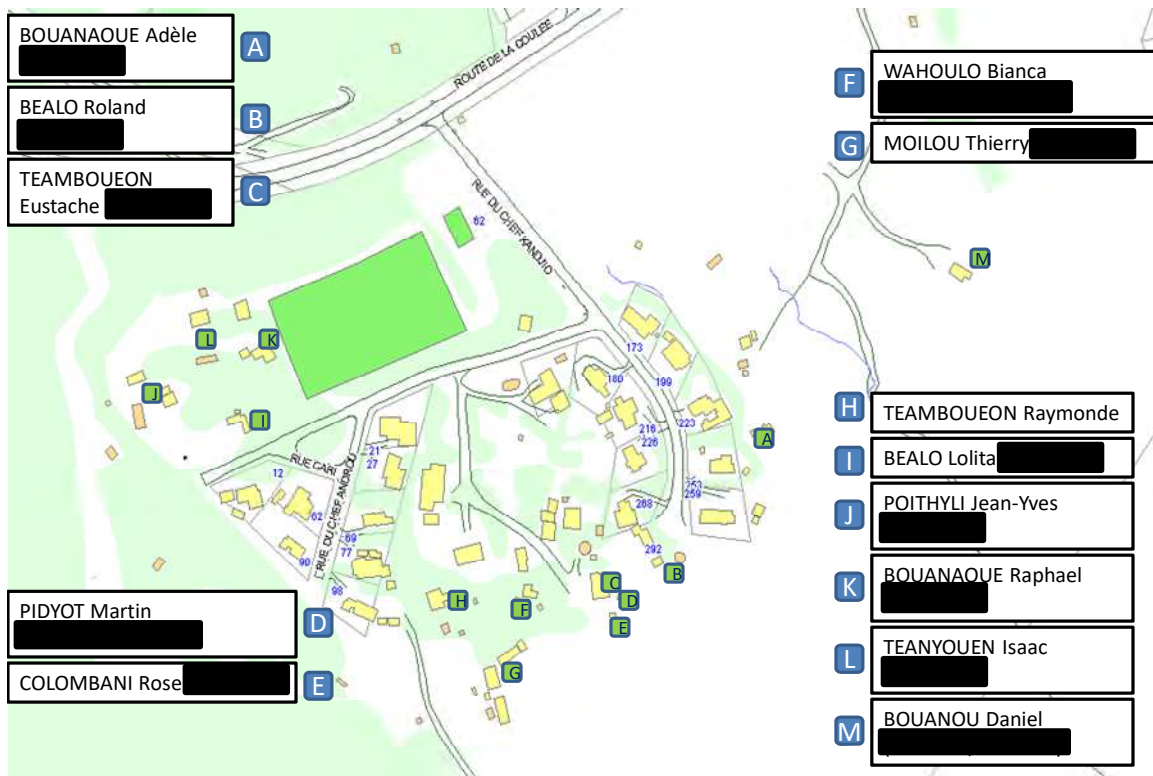 BOUANAOUE Adèle
A
BEALO Roland
B
TEAMBOUEON
Eustache
C
ROUTE DE LA COULÉE
WAHOULO Bianca
F
MOILOU Thierry
G
RUE DU CHEF KANDJIO
62
M
L
K
J
I
173
180
199
216
226
223
A
H
TEAMBOUEON Raymonde
I
BEALO Lolita
J
POITHYLI Jean-Yves
K
BOUANAOUE Raphael
L
TEANYOUEN Isaac
M
BOUANOU Daniel
RUE CARI
12
21
27
62
RUE DU CHEF ANDROU
69
77
90
98
253
259
268
292
B
C
D
E
F
G
H
PIDYOT Martin
D
COLOMBANI Rose
E